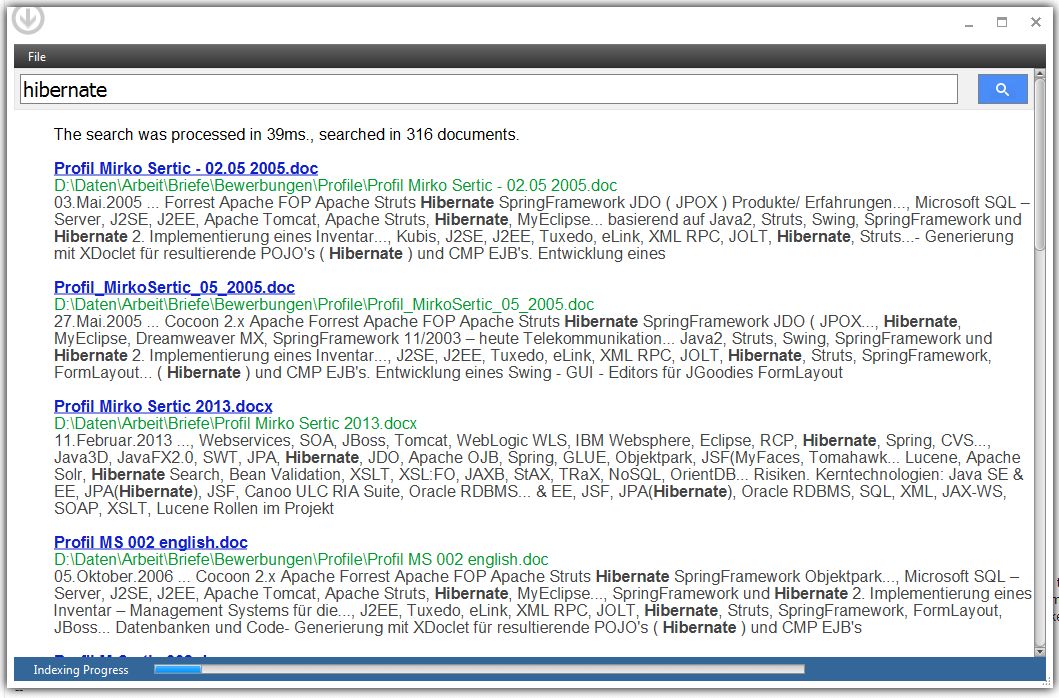 File
hibernate
The search was processed in 39ms., searched in 316 documents.
Profil Mirko Sertic - 02.05 2005.doc
D:\Daten\Arbeit\Briefe\Bewerbungen\Profile\Profil Mirko Sertic - 02.05 2005.doc
03.Mai.2005 ... Forrest Apache FOP Apache Struts Hibernate SpringFramework JDO ( JPOX ) Produkte/ Erfahrungen..., Microsoft SQL –
Server, J2SE, J2EE, Apache Tomcat, Apache Struts, Hibernate, MyEclipse... basierend auf Java2, Struts, Swing, SpringFramework und
Hibernate 2. Implementierung eines Inventar..., Kubis, J2SE, J2EE, Tuxedo, eLink, XML RPC, JOLT, Hibernate, Struts...- Generierung
mit XDoclet für resultierende POJO's ( Hibernate ) und CMP EJB's. Entwicklung eines
Profil_MirkoSertic_05_2005.doc
D:\Daten\Arbeit\Briefe\Bewerbungen\Profile\Profil_MirkoSertic_05_2005.doc
27.Mai.2005 ... Cocoon 2.x Apache Forrest Apache FOP Apache Struts Hibernate SpringFramework JDO ( JPOX..., Hibernate,
MyEclipse, Dreamweaver MX, SpringFramework 11/2003 – heute Telekommunikation... Java2, Struts, Swing, SpringFramework und
Hibernate 2. Implementierung eines Inventar..., J2SE, J2EE, Tuxedo, eLink, XML RPC, JOLT, Hibernate, Struts, SpringFramework,
FormLayout... ( Hibernate ) und CMP EJB's. Entwicklung eines Swing - GUI - Editors für JGoodies FormLayout
Profil Mirko Sertic 2013.docx
D:\Daten\Arbeit\Briefe\Profil Mirko Sertic 2013.docx
11.Februar.2013 ..., Webservices, SOA, JBoss, Tomcat, WebLogic WLS, IBM Websphere, Eclipse, RCP, Hibernate, Spring, CVS...,
Java3D, JavaFX2.0, SWT, JPA, Hibernate, JDO, Apache OJB, Spring, GLUE, Objektpark, JSF(MyFaces, Tomahawk... Lucene, Apache
Solr, Hibernate Search, Bean Validation, XSLT, XSL:FO, JAXB, StAX, TRaX, NoSQL, OrientDB... Risiken. Kerntechnologien: Java SE &
EE, JPA(Hibernate), JSF, Canoo ULC RIA Suite, Oracle RDBMS... & EE, JSF, JPA(Hibernate), Oracle RDBMS, SQL, XML, JAX-WS,
SOAP, XSLT, Lucene Rollen im Projekt
Profil MS 002 english.doc
D:\Daten\Arbeit\Briefe\Bewerbungen\Profile\Profil MS 002 english.doc
05.Oktober.2006 ... Cocoon 2.x Apache Forrest Apache FOP Apache Struts Hibernate SpringFramework Objektpark..., Microsoft SQL –
Server, J2SE, J2EE, Apache Tomcat, Apache Struts, Hibernate, MyEclipse..., SpringFramework und Hibernate 2. Implementierung eines
Inventar – Management Systems für die..., J2EE, Tuxedo, eLink, XML RPC, JOLT, Hibernate, Struts, SpringFramework, FormLayout,
JBoss... Datenbanken und Code- Generierung mit XDoclet für resultierende POJO's ( Hibernate ) und CMP EJB's
Indexing Progress